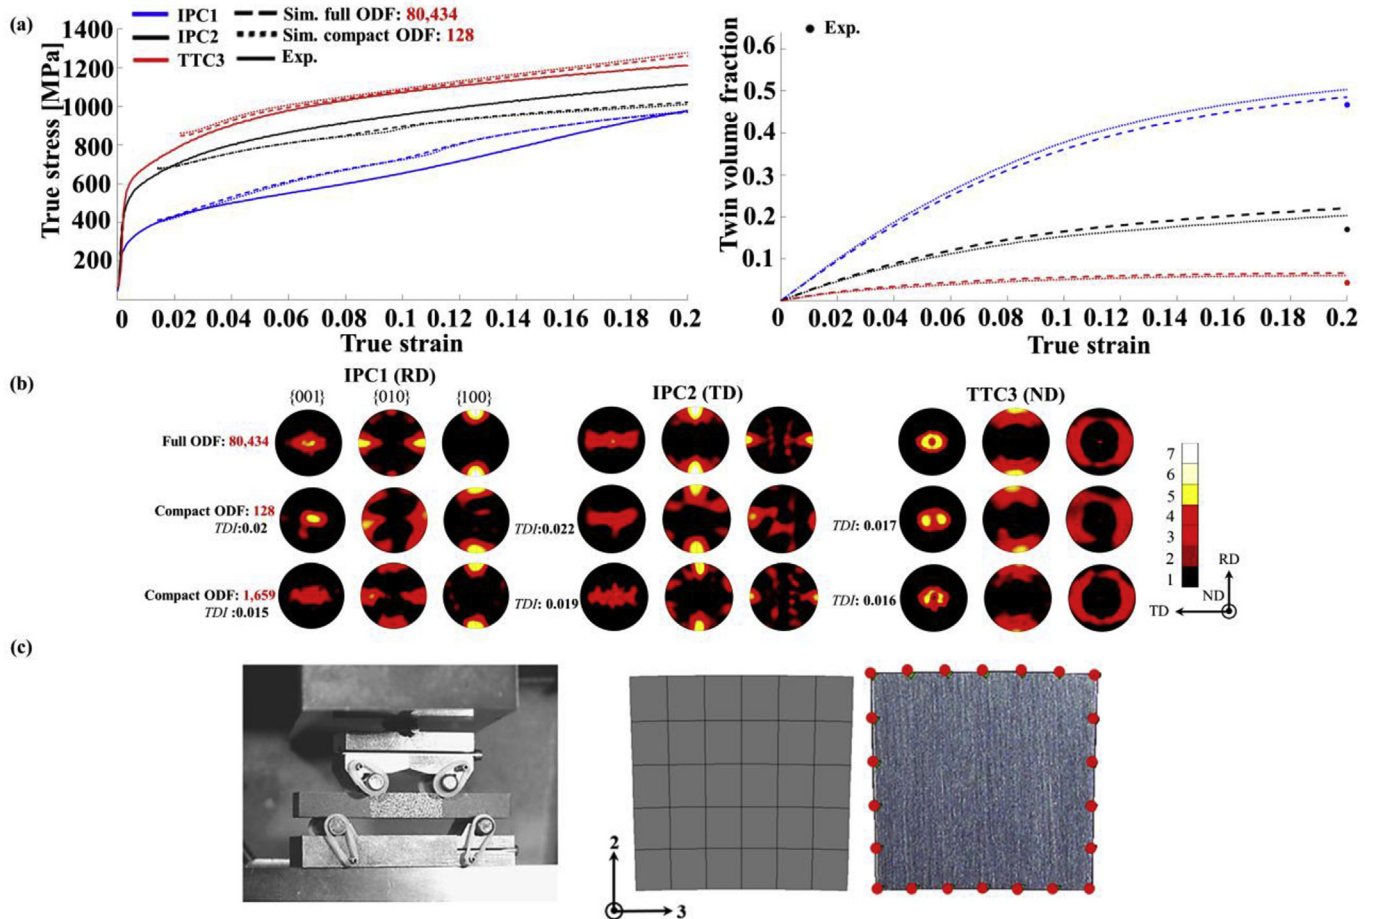 (a)
IPC1
IPC2
TTC3
Sim. full ODF: 80,434
Sim. compact ODF: 128
Exp.
True stress [MPa]
1400
1200
1000
800
600
400
200
0 0.02 0.04 0.06 0.08 0.1 0.12 0.14 0.16 0.18 0.2
True strain
Exp.
Twin volume fraction
0.6
0.5
0.4
0.3
0.2
0.1
0 0.02 0.04 0.06 0.08 0.1 0.12 0.14 0.16 0.18 0.2
True strain
(b)
IPC1 (RD)
{001} {010} {100}
IPC2 (TD)
TTC3 (ND)
Full ODF: 80,434
Compact ODF: 128
TDI:0.02
TDI:0.022
TDI: 0.017
Compact ODF: 1,659
TDI :0.015
TDI: 0.019
TDI: 0.016
7
6
5
4
3
2
1
RD
ND
TD
(c)
2
3